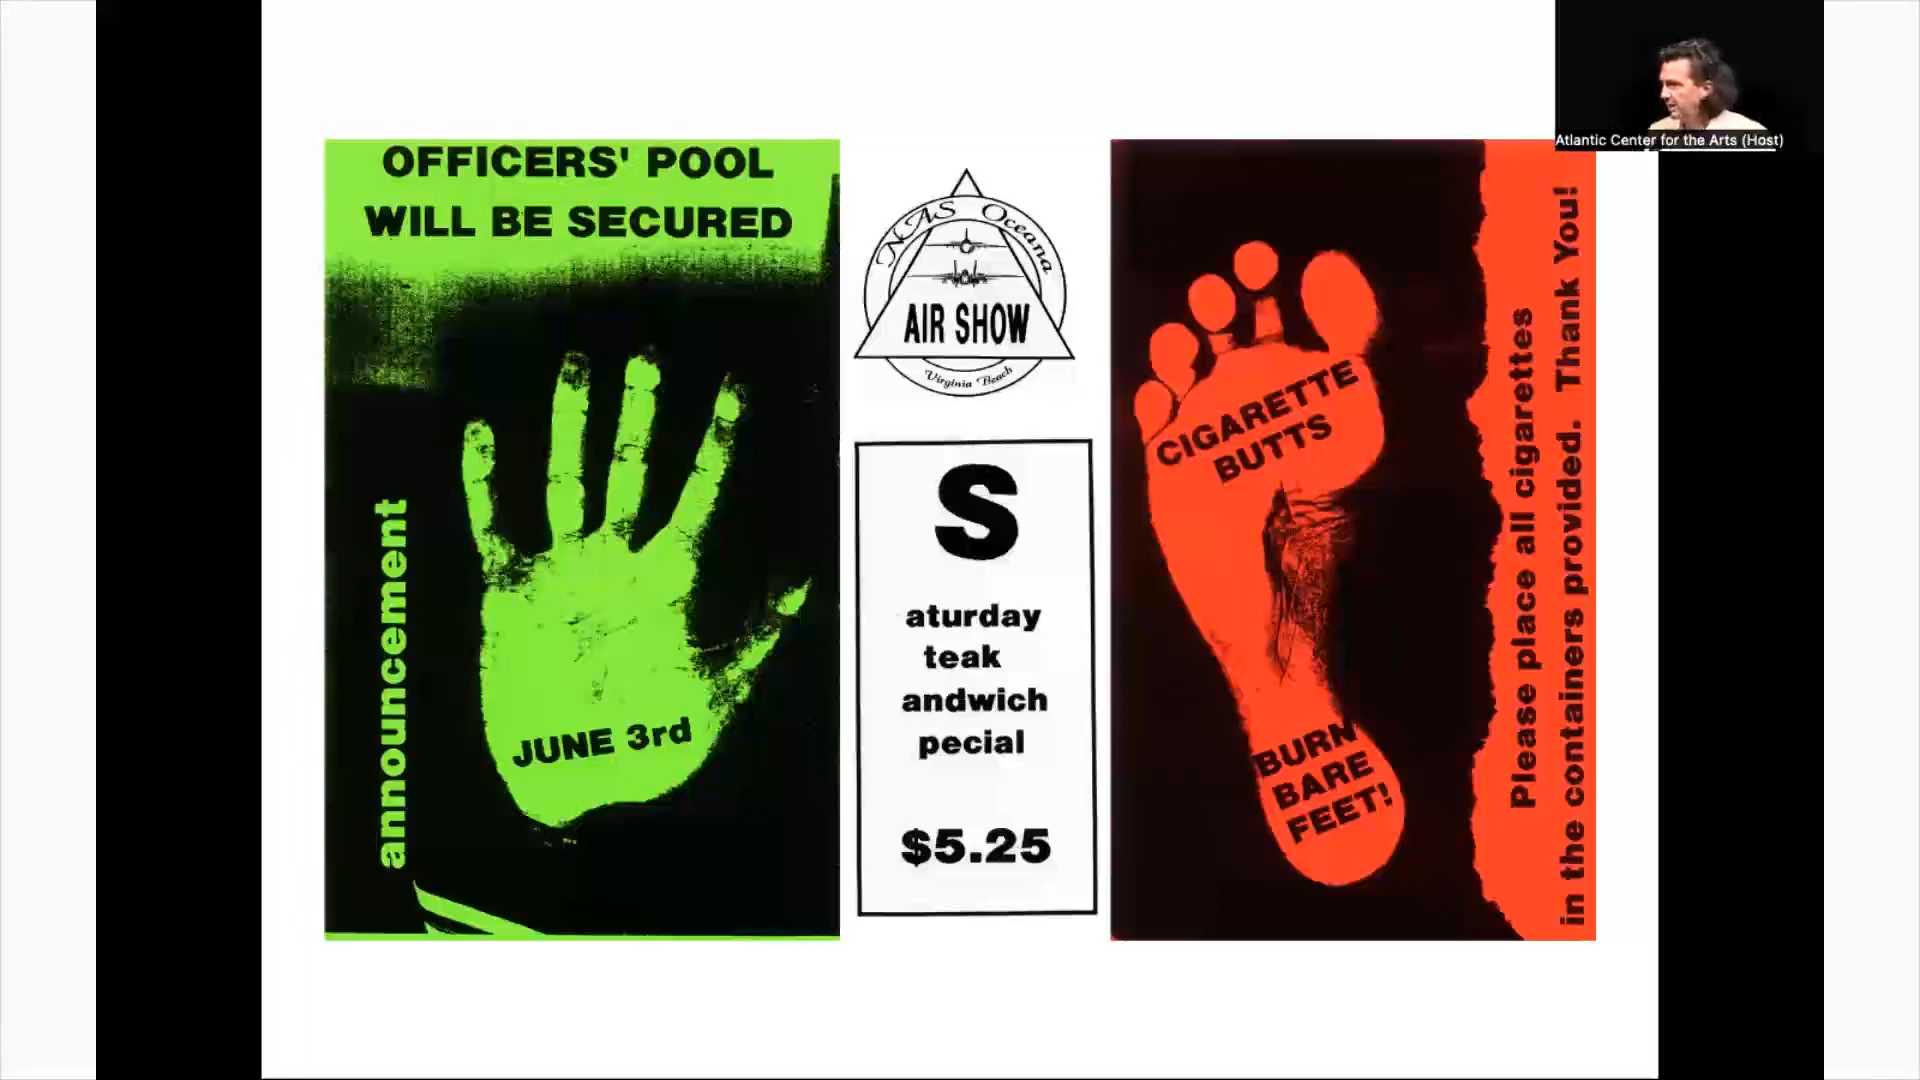 OFFICERS' POOL
WILL BE SECURED
announcement
JUNE 3rd
NAS Oceana
AIR SHOW
Virginia Beach
S
aturday
teak
andwich
pecial
$5.25
CIGARETTE
BUTTS
BURN
BARE
FEET!
Please place all cigarettes
in the containers provided. Thank You!
Atlantic Center for the Arts (Host)